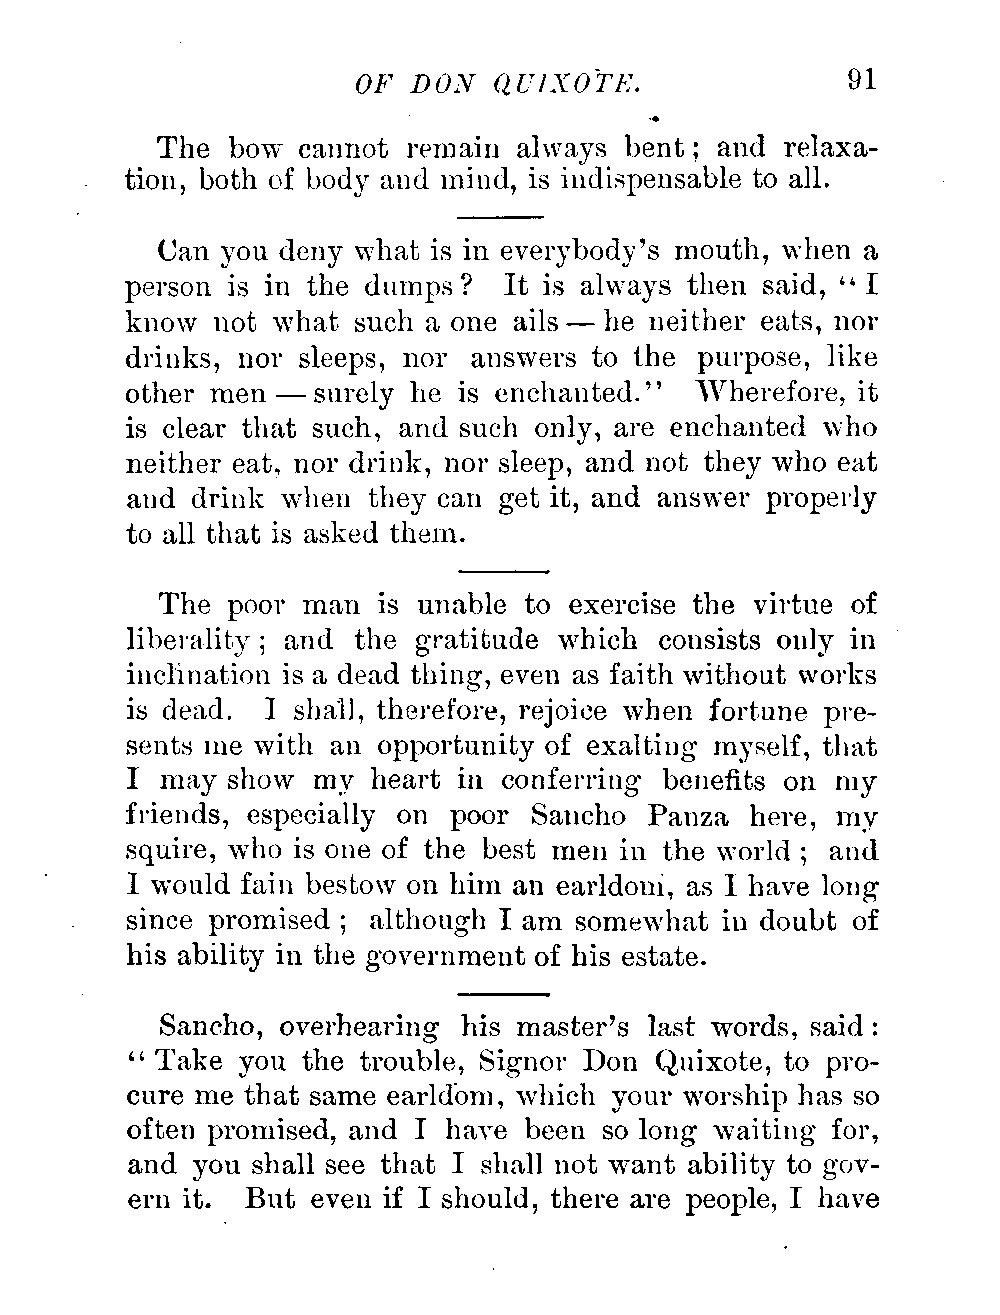 OF DON QUIXOTE. 91
The bow cannot remain always bent; and relaxa-
tion, both of body and mind, is indispensable to all.
Can you deny what is in everybody's mouth, when a
person is in the dumps? It is always then said, "I
know not what such a one ails — he neither eats, nor
drinks, nor sleeps, nor answers to the purpose, like
other men — surely he is enchanted." Wherefore, it
is clear that such, and such only, are enchanted who
neither eat, nor drink, nor sleep, and not they who eat
and drink when they can get it, and answer properly
to all that is asked them.
The poor man is unable to exercise the virtue of
liberality; and the gratitude which consists only in
inclination is a dead thing, even as faith without works
is dead. I shall, therefore, rejoice when fortune pre-
sents me with an opportunity of exalting myself, that
I may show my heart in conferring benefits on my
friends, especially on poor Sancho Panza here, my
squire, who is one of the best men in the world; and
I would fain bestow on him an earldom, as I have long
since promised; although I am somewhat in doubt of
his ability in the government of his estate.
Sancho, overhearing his master's last words, said:
"Take you the trouble, Signor Don Quixote, to pro-
cure me that same earldom, which your worship has so
often promised, and I have been so long waiting for,
and you shall see that I shall not want ability to gov-
ern it. But even if I should, there are people, I have